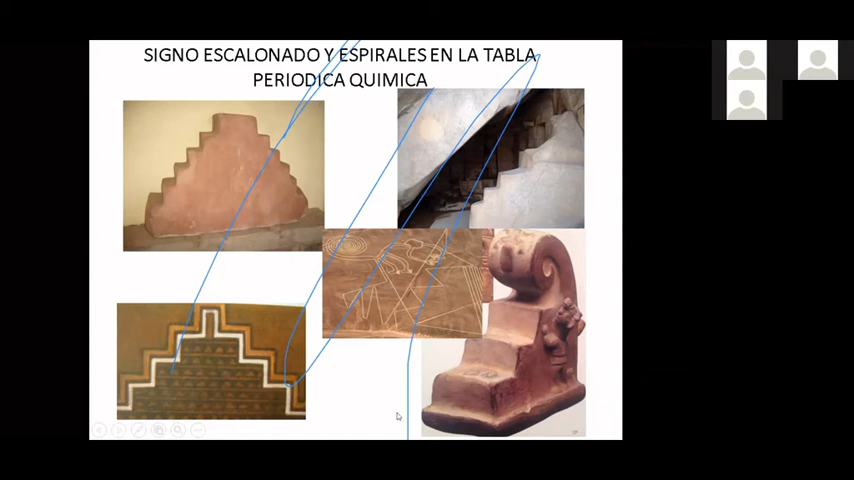 SIGNO ESCALONADO Y ESPIRALES EN LA TABLA
PERIODICA QUIMICA